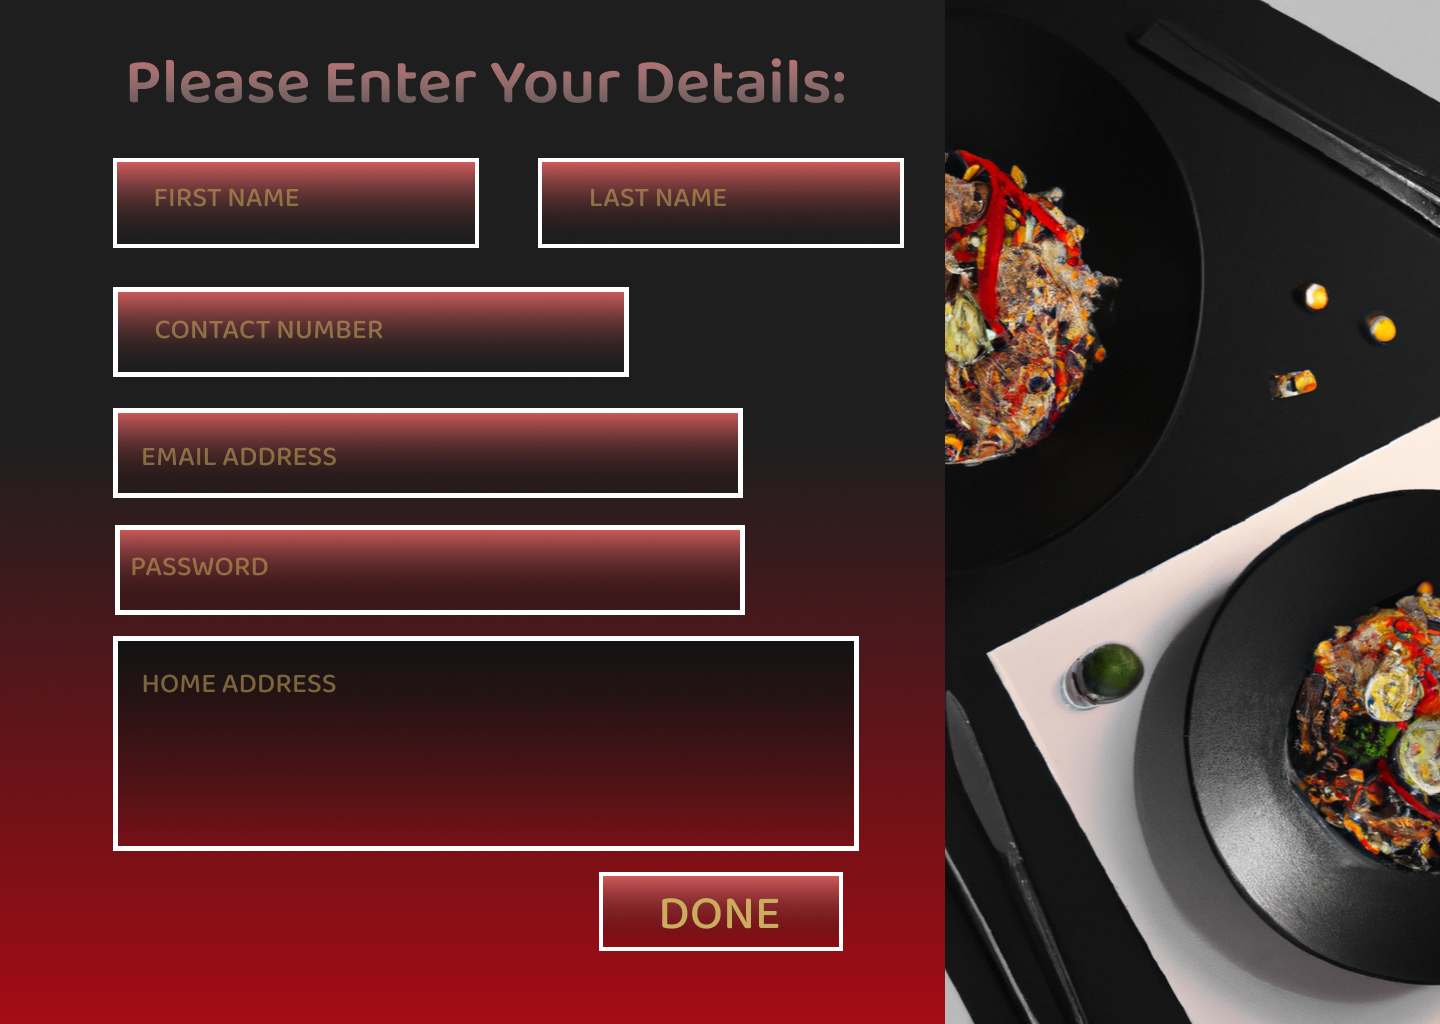 Please Enter Your Details:
FIRST NAME
LAST NAME
CONTACT NUMBER
EMAIL ADDRESS
PASSWORD
HOME ADDRESS
DONE